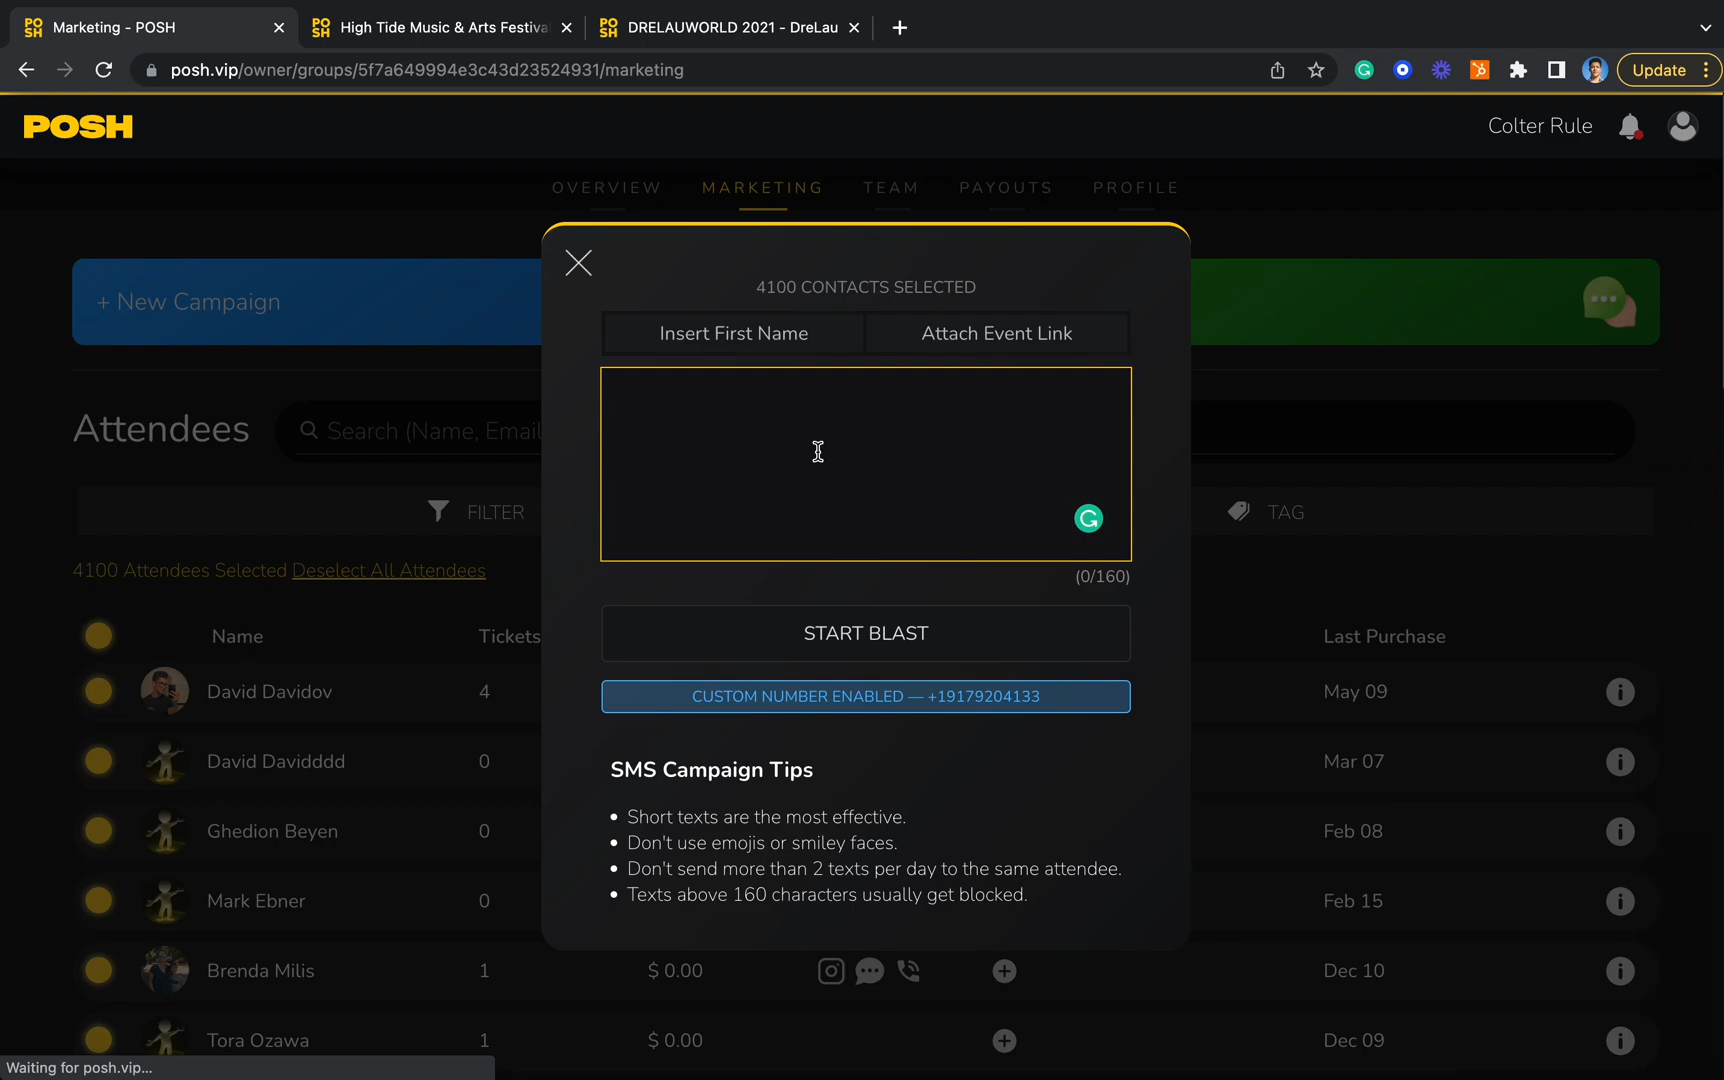 PO
SH
Marketing - POSH
PO
SH
High Tide Music & Arts Festiva
PO
SH
DRELAUWORLD 2021 - DreLau
posh.vip/owner/groups/5f7a649994e3c43d23524931/marketing
Update
POSH
Colter Rule
OVERVIEW MARKETING TEAM PAYOUTS PROFILE
+ New Campaign
4100 CONTACTS SELECTED
Insert First Name
Attach Event Link
Attendees
Search (Name, Email
FILTER
TAG
(0/160)
4100 Attendees Selected Deselect All Attendees
START BLAST
Name Tickets Last Purchase
CUSTOM NUMBER ENABLED — +19179204133
David Davidov 4 May 09
David Davidddd 0 Mar 07
SMS Campaign Tips
• Short texts are the most effective.
• Don't use emojis or smiley faces.
• Don't send more than 2 texts per day to the same attendee.
• Texts above 160 characters usually get blocked.
Ghedion Beyen 0 Feb 08
Mark Ebner 0 Feb 15
Brenda Milis 1 $ 0.00 Dec 10
Tora Ozawa 1 $ 0.00 Dec 09
Waiting for posh.vip...